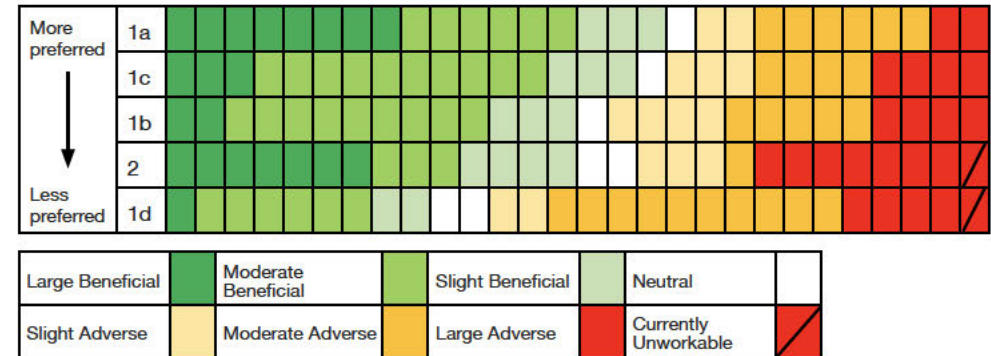 More
preferred
1a
1c
1b
2
Less
preferred
1d
Large Beneficial
Moderate
Beneficial
Slight Beneficial
Neutral
Slight Adverse
Moderate Adverse
Large Adverse
Currently
Unworkable